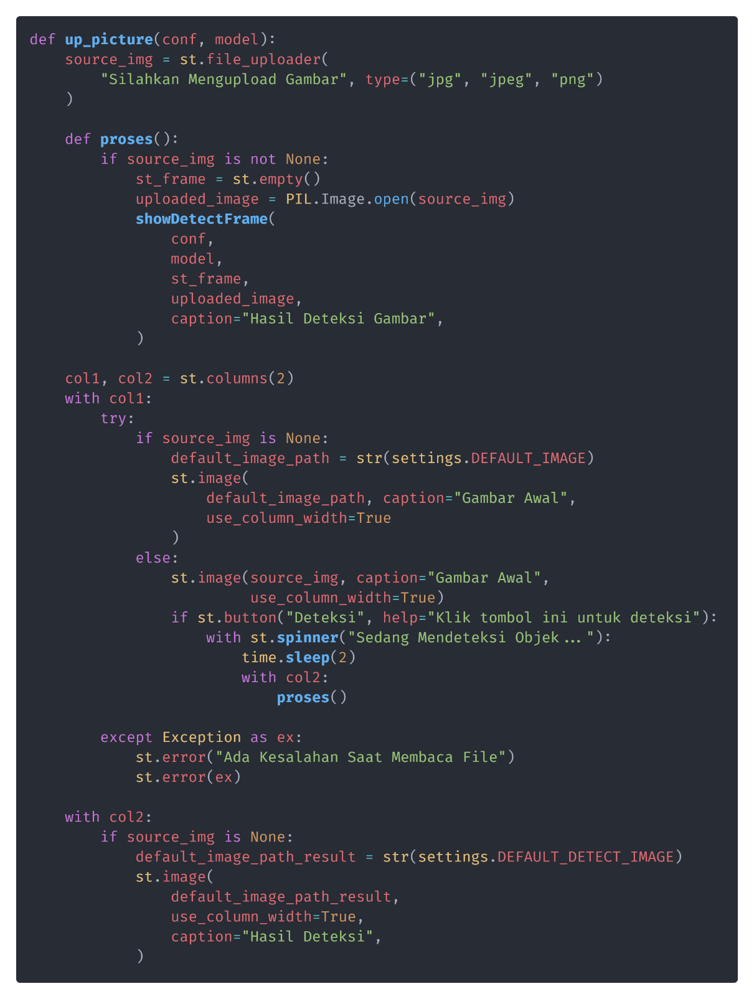 def up_picture(conf, model):
    source_img = st.file_uploader(
        "Silahkan Mengupload Gambar", type=("jpg", "jpeg", "png")
    )

    def proses():
        if source_img is not None:
            st_frame = st.empty()
            uploaded_image = PIL.Image.open(source_img)
            showDetectFrame(
                conf,
                model,
                st_frame,
                uploaded_image,
                caption="Hasil Deteksi Gambar",
            )

    col1, col2 = st.columns(2)
    with col1:
        try:
            if source_img is None:
                default_image_path = str(settings.DEFAULT_IMAGE)
                st.image(
                    default_image_path, caption="Gambar Awal",
                    use_column_width=True
                )
            else:
                st.image(source_img, caption="Gambar Awal",
                         use_column_width=True)
                if st.button("Deteksi", help="Klik tombol ini untuk deteksi"):
                    with st.spinner("Sedang Mendeteksi Objek..."):
                        time.sleep(2)
                        with col2:
                            proses()

        except Exception as ex:
            st.error("Ada Kesalahan Saat Membaca File")
            st.error(ex)

    with col2:
        if source_img is None:
            default_image_path_result = str(settings.DEFAULT_DETECT_IMAGE)
            st.image(
                default_image_path_result,
                use_column_width=True,
                caption="Hasil Deteksi",
            )